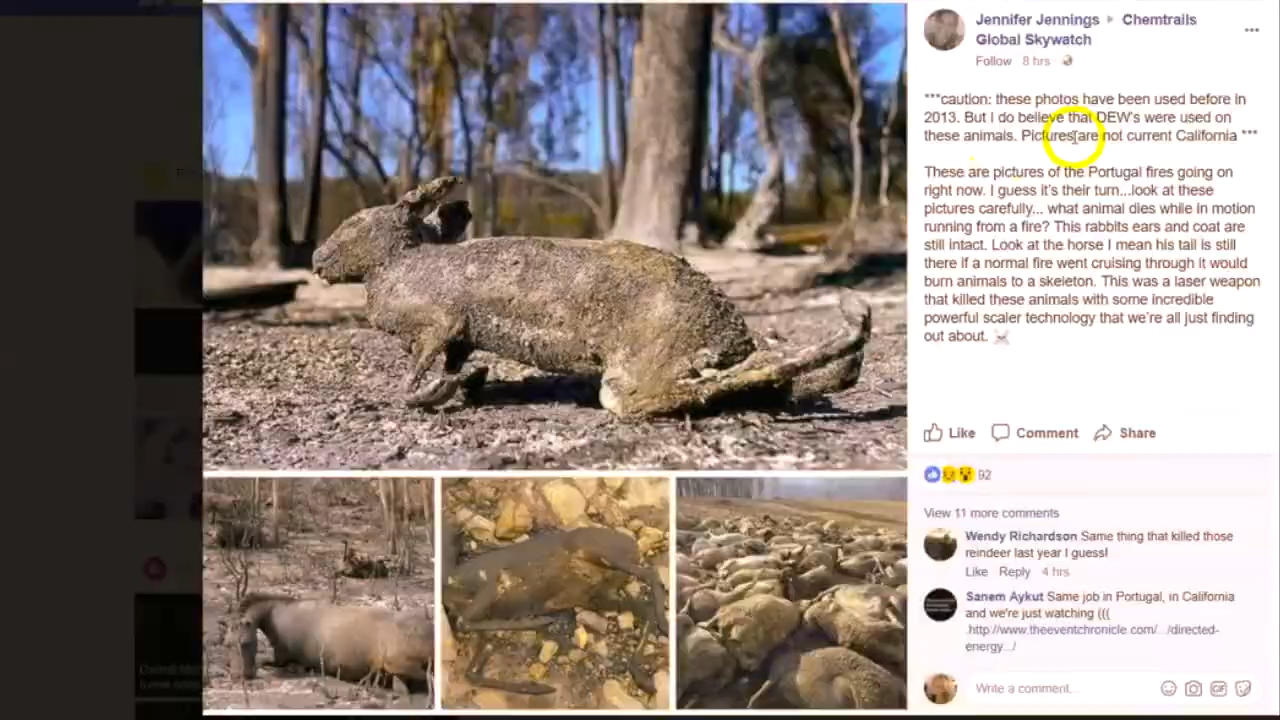 Jennifer Jennings ▸ Chemtrails
Global Skywatch
Follow 8 hrs
***caution: these photos have been used before in
2013. But I do believe that DEW's were used on
these animals. Pictures are not current California ***
These are pictures of the Portugal fires going on
right now. I guess it's their turn...look at these
pictures carefully... what animal dies while in motion
running from a fire? This rabbits ears and coat are
still intact. Look at the horse I mean his tail is still
there if a normal fire went cruising through it would
burn animals to a skeleton. This was a laser weapon
that killed these animals with some incredible
powerful scaler technology that we're all just finding
out about.
Like Comment Share
92
View 11 more comments
Wendy Richardson Same thing that killed those
reindeer last year I guess!
Like Reply 4 hrs
Sanem Aykut Same job in Portugal, in California
and we're just watching (((
.http://www.theeventchronicle.com/.../directed-
energy.../
Write a comment...
GIF